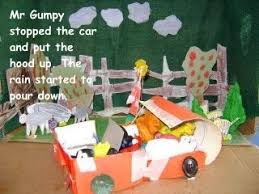 Mr Gumpy
stopped the car
and put the
hood up. The
rain started to
pour down.